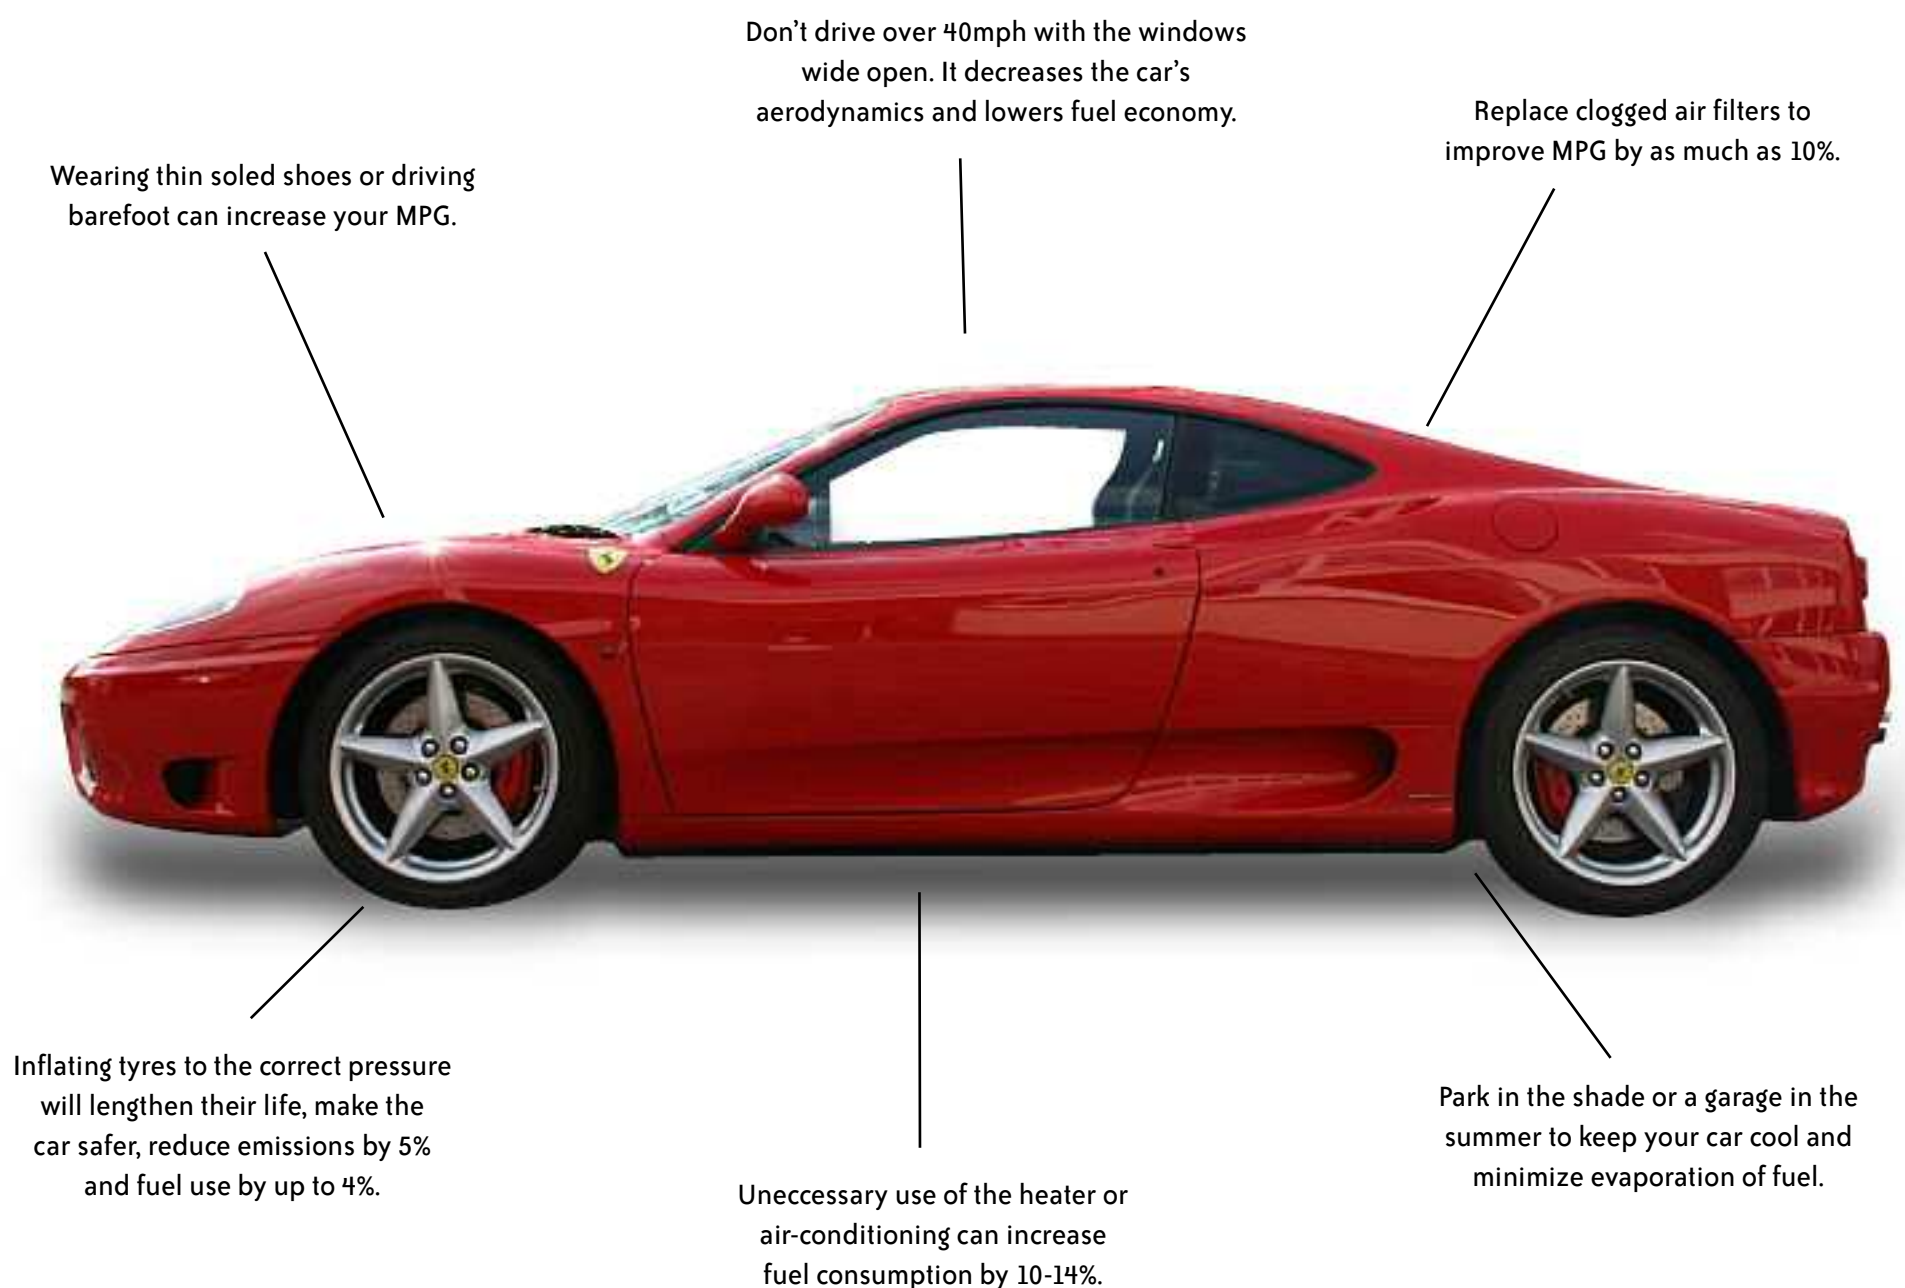 Don't drive over 40mph with the windows
wide open. It decreases the car's
aerodynamics and lowers fuel economy.
Replace clogged air filters to
improve MPG by as much as 10%.
Wearing thin soled shoes or driving
barefoot can increase your MPG.
Inflating tyres to the correct pressure
will lengthen their life, make the
car safer, reduce emissions by 5%
and fuel use by up to 4%.
Uneccessary use of the heater or
air-conditioning can increase
fuel consumption by 10-14%.
Park in the shade or a garage in the
summer to keep your car cool and
minimize evaporation of fuel.